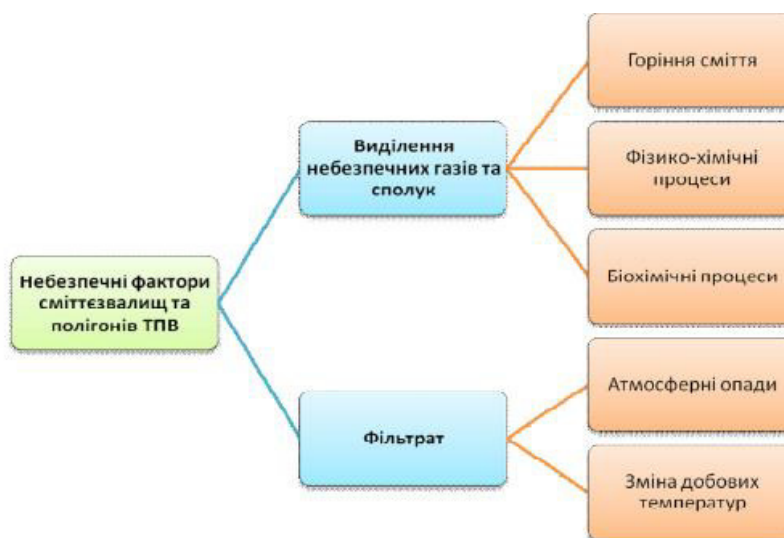 Небезпечні фактори
сміттєзвалищ та
полігонів ТПВ
Виділення
небезпечних газів та
сполук
Горіння сміття
Фізико-хімічні
процеси
Біохімічні процеси
Фільтрат
Атмосферні опади
Зміна добових
температур